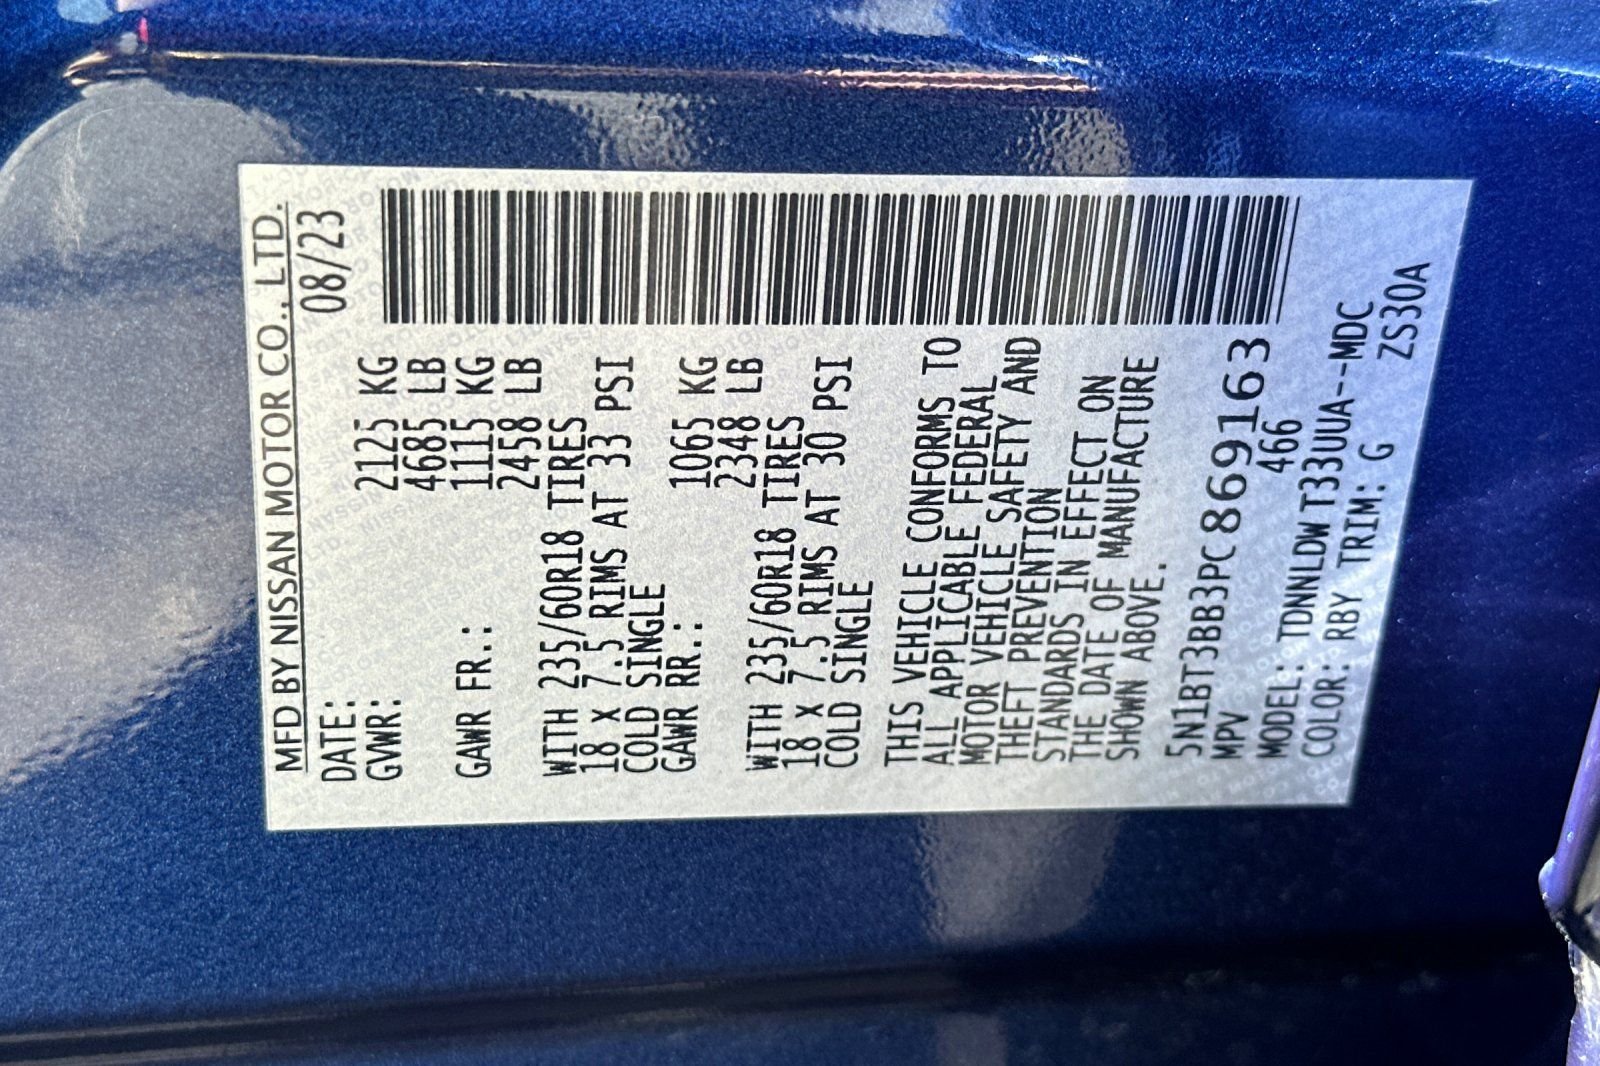 MFD BY NISSAN MOTOR CO., LTD.
DATE: 08/23
GVWR: 2125 KG
4685 LB
GAWR FR.: 1115 KG
2458 LB
WITH 235/60R18 TIRES
18 X 7.5 RIMS AT 33 PSI
COLD SINGLE
GAWR RR.: 1065 KG
2348 LB
WITH 235/60R18 TIRES
18 X 7.5 RIMS AT 30 PSI
COLD SINGLE
THIS VEHICLE CONFORMS TO
ALL APPLICABLE FEDERAL
MOTOR VEHICLE SAFETY AND
THEFT PREVENTION
STANDARDS IN EFFECT ON
THE DATE OF MANUFACTURE
SHOWN ABOVE.
5N1BT3BB3PC869163
MPV 466
MODEL: TDNNLDWT33UUA--MDC
COLOR: RBY TRIM: G ZS30A